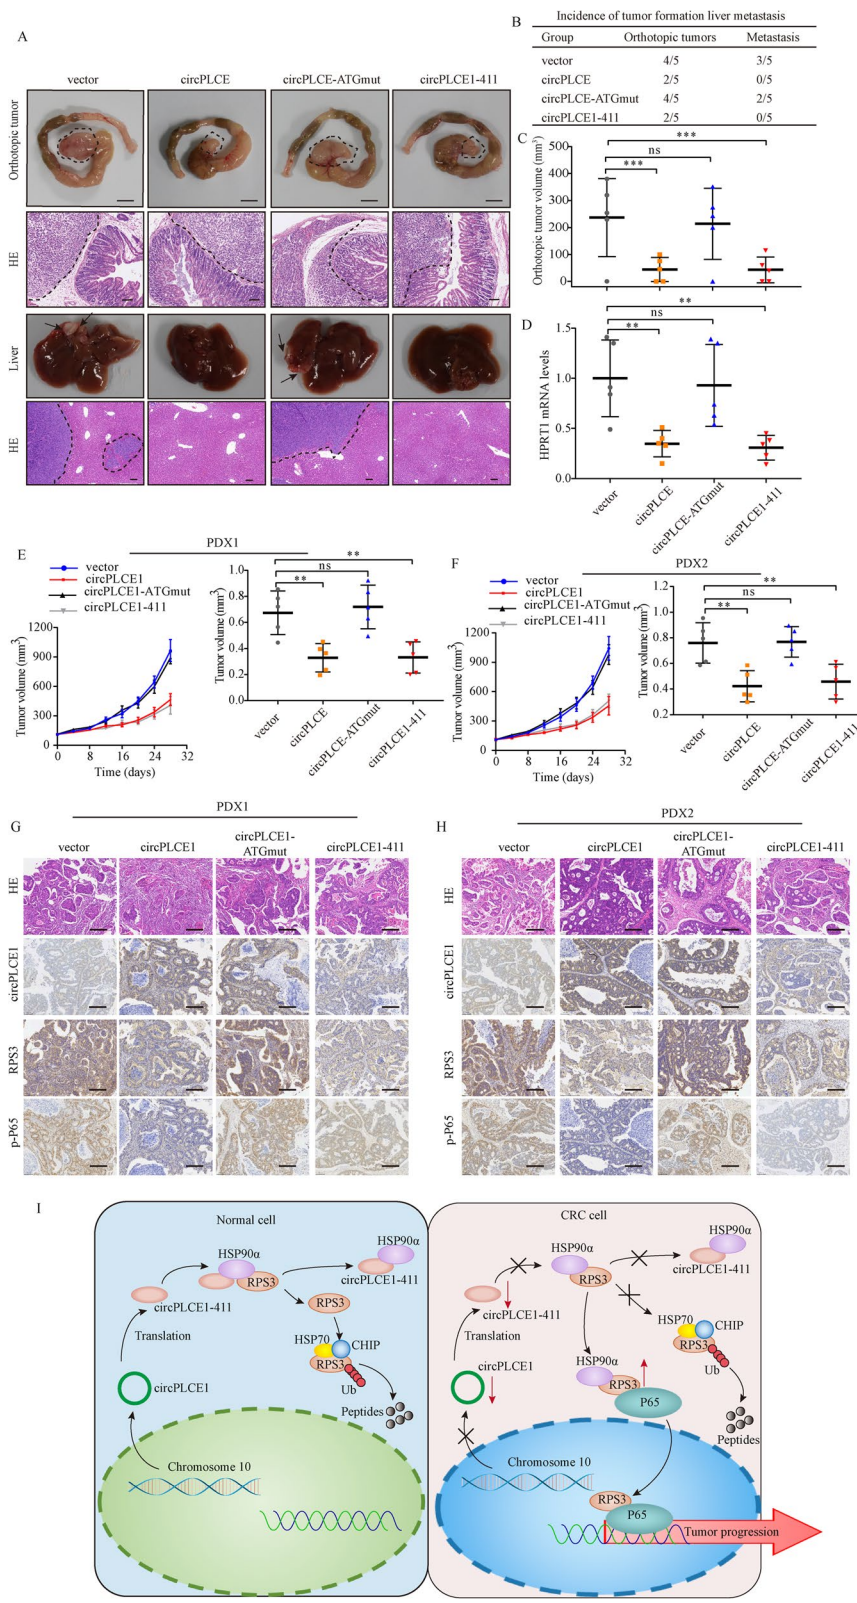 A
vector
circPLCE
circPLCE-ATGmut
circPLCE1-411
Orthotopic tumor
HE
Liver
HE
B
Incidence of tumor formation liver metastasis
Group Orthotopic tumors Metastasis
vector 4/5 3/5
circPLCE 2/5 0/5
circPLCE-ATGmut 4/5 2/5
circPLCE1-411 2/5 0/5
C
Orthotopic tumor volume (mm³)
500
400
300
200
100
0
***
ns
***
D
HPRT1 mRNA levels
1.5
1.0
0.5
0.0
**
ns
**
vector
circPLCE
circPLCE-ATGmut
circPLCE1-411
E
PDX1
vector
circPLCE1
circPLCE1-ATGmut
circPLCE1-411
Tumor volume (mm³)
1200
900
600
300
0
0 8 16 24 32
Time (days)
Tumor volume (mm³)
1.0
0.8
0.6
0.4
0.2
0.0
**
ns
**
vector
circPLCE
circPLCE-ATGmut
circPLCE1-411
F
PDX2
vector
circPLCE1
circPLCE1-ATGmut
circPLCE1-411
Tumor volume (mm³)
1200
900
600
300
0
0 8 16 24 32
Time (days)
Tumor volume (mm³)
1.2
1.0
0.8
0.6
0.4
0.2
**
ns
**
vector
circPLCE
circPLCE-ATGmut
circPLCE1-411
G
PDX1
vector
circPLCE1
circPLCE1-
ATGmut
circPLCE1-411
HE
circPLCE1
RPS3
p-P65
H
PDX2
vector
circPLCE1
circPLCE1-
ATGmut
circPLCE1-411
HE
circPLCE1
RPS3
p-P65
I
Normal cell
HSP90α
RPS3
circPLCE1-411
HSP90α
circPLCE1-411
RPS3
Translation
HSP70
CHIP
RPS3
Ub
circPLCE1
Peptides
Chromosome 10
CRC cell
HSP90α
RPS3
HSP90α
circPLCE1-411
circPLCE1-411
Translation
HSP70
CHIP
RPS3
Ub
circPLCE1
HSP90α
RPS3
P65
Peptides
Chromosome 10
RPS3
P65
Tumor progression